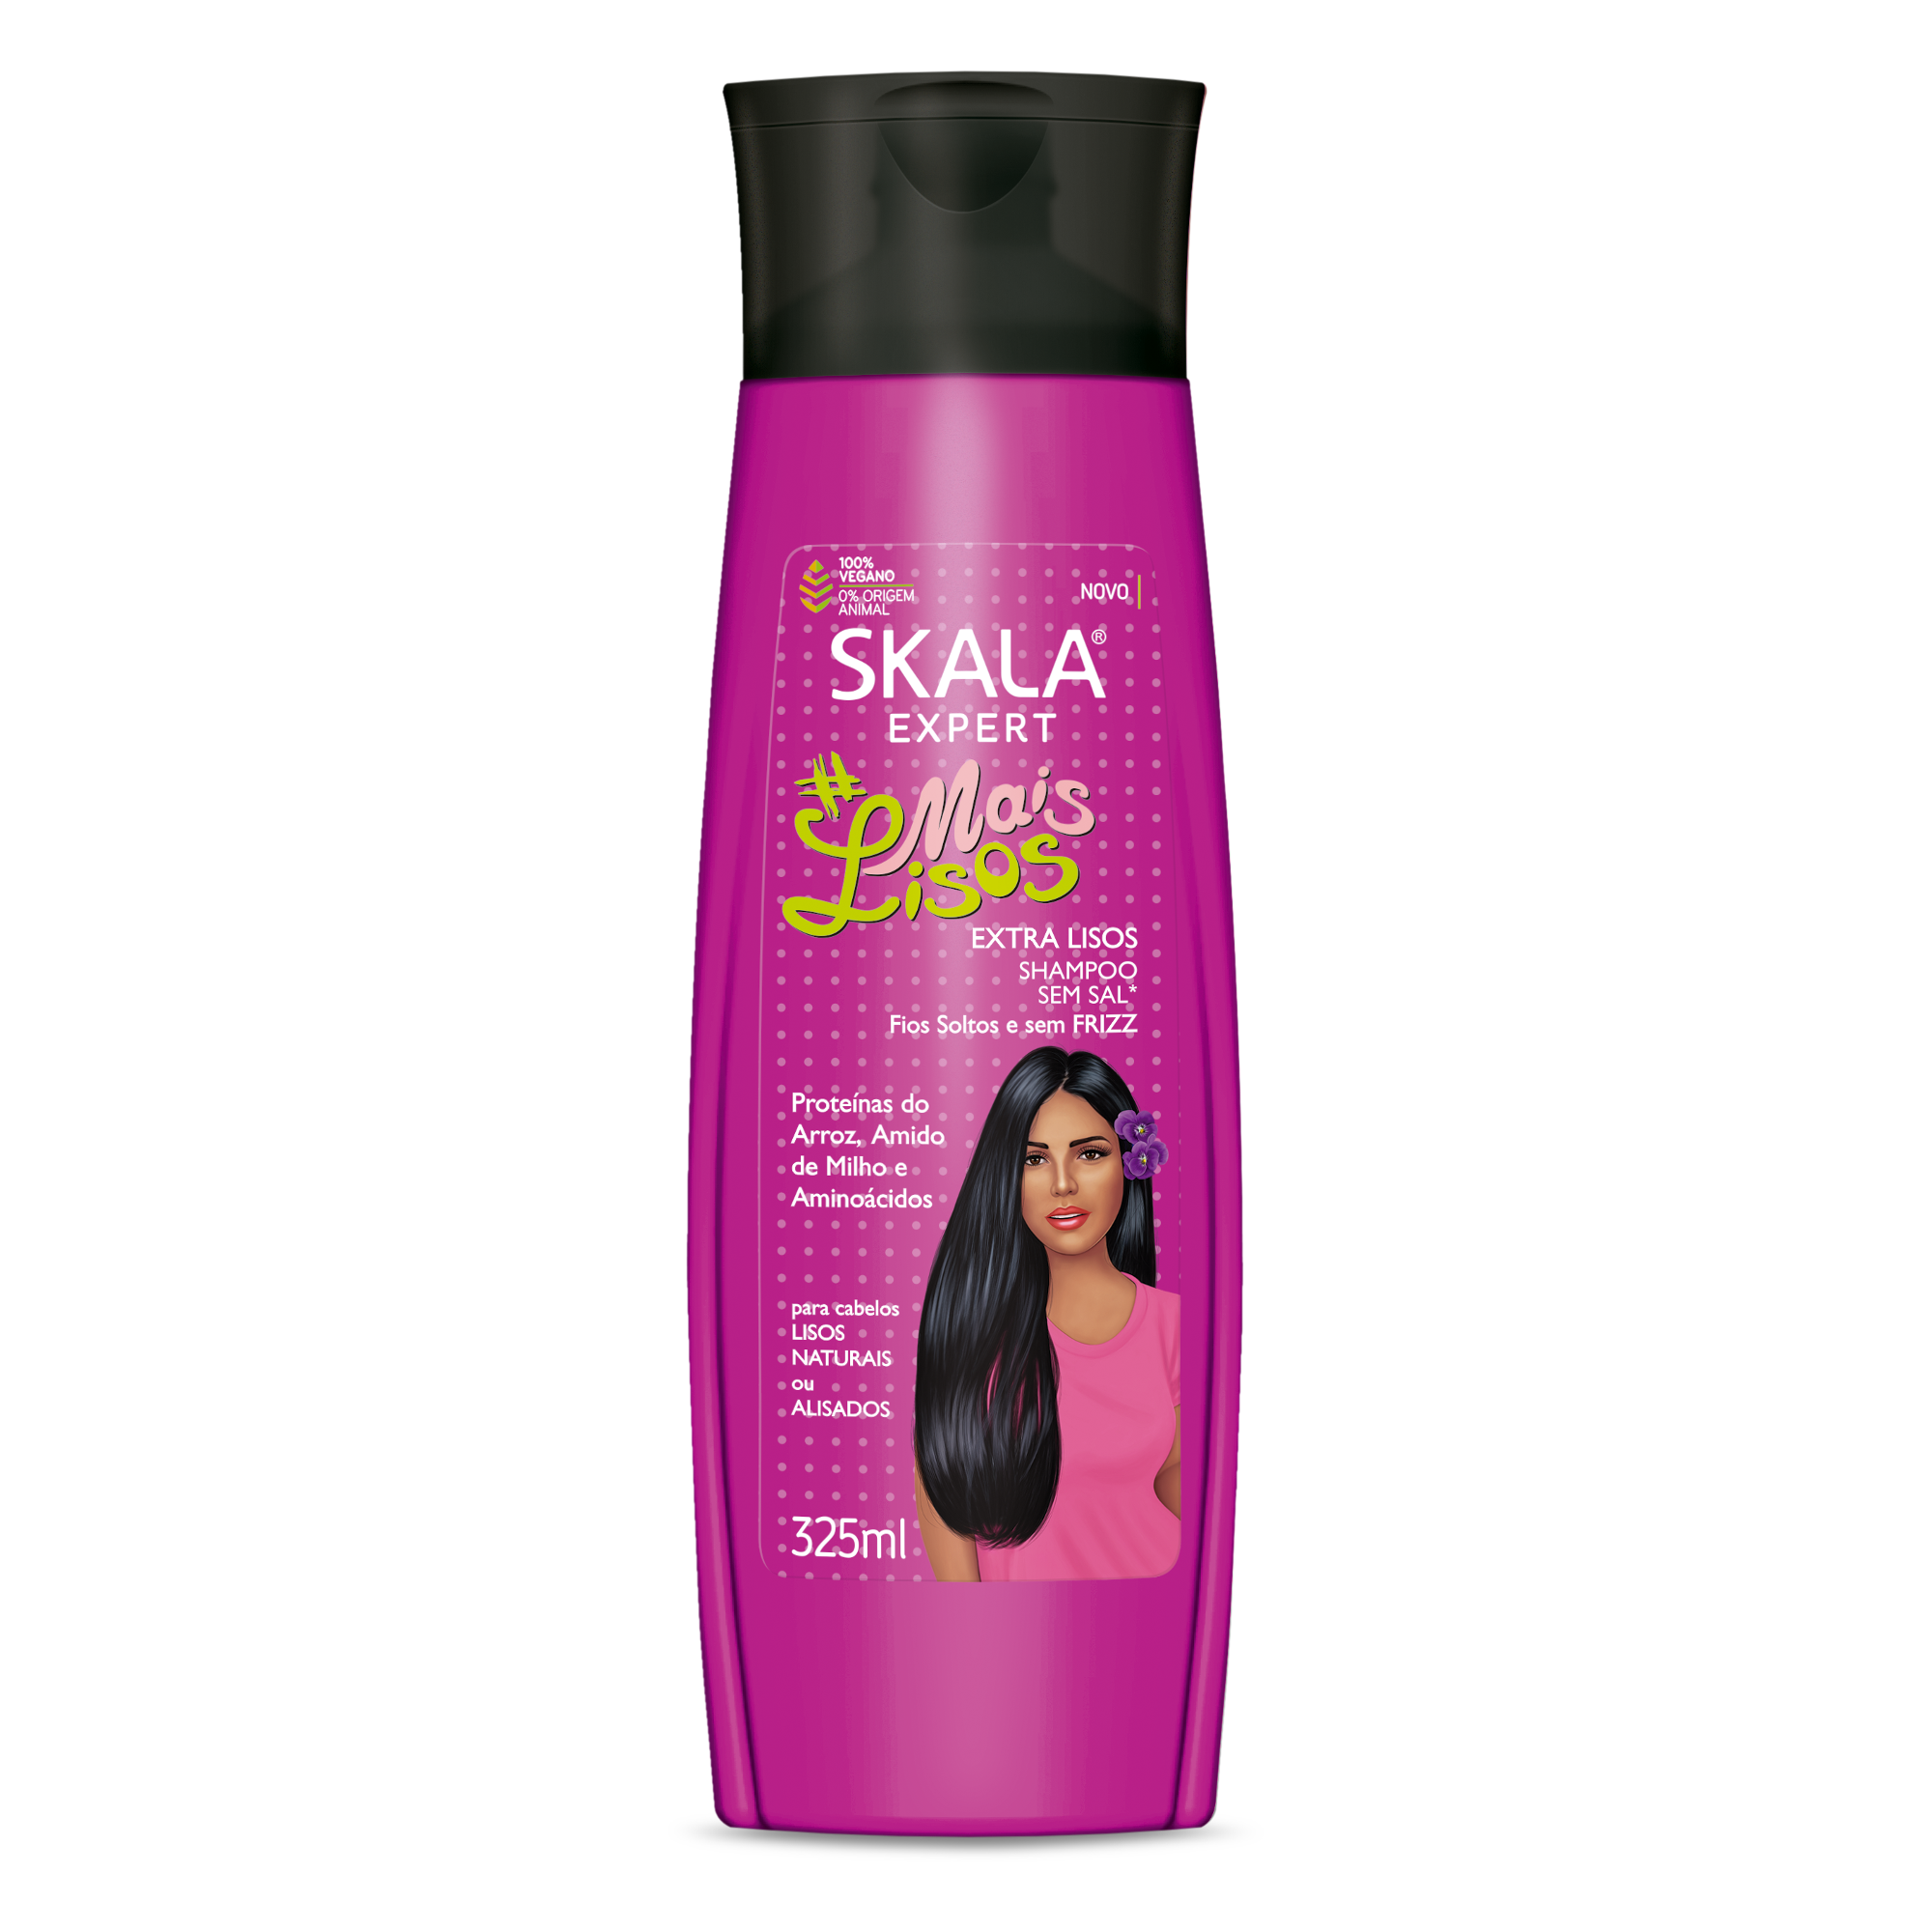 100%
VEGANO
0% ORIGEM
ANIMAL
NOVO
SKALA®
EXPERT
#Mais
Lisos
EXTRA LISOS
SHAMPOO
SEM SAL*
Fios Soltos e sem FRIZZ
Proteínas do
Arroz, Amido
de Milho e
Aminoácidos
para cabelos
LISOS
NATURAIS
ou
ALISADOS
325ml